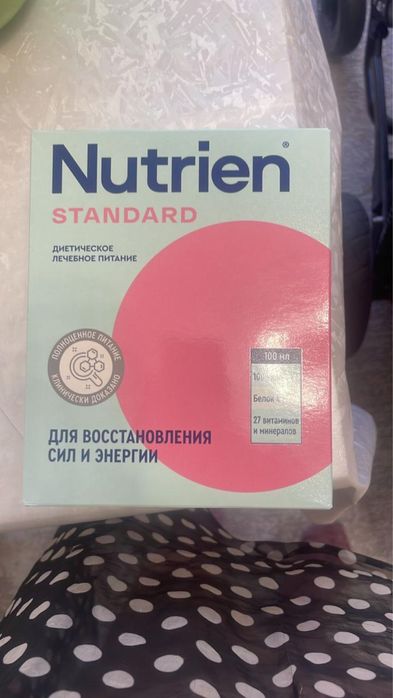 Nutrien®
STANDARD
ДИЕТИЧЕСКОЕ
ЛЕЧЕБНОЕ ПИТАНИЕ
ПОЛНОЦЕННОЕ ПИТАНИЕ
КЛИНИЧЕСКИ ДОКАЗАНО
100 мл
Белок
27 витаминов
и минералов
ДЛЯ ВОССТАНОВЛЕНИЯ
СИЛ И ЭНЕРГИИ